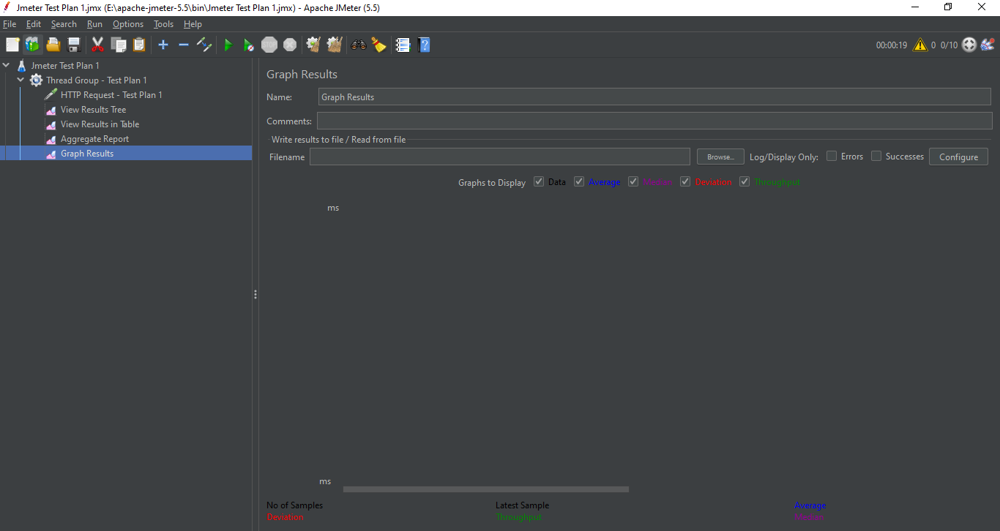 Jmeter Test Plan 1.jmx (E:\apache-jmeter-5.5\bin\Jmeter Test Plan 1.jmx) - Apache JMeter (5.5)
File Edit Search Run Options Tools Help
STOP 00:00:19 0 0/10
Jmeter Test Plan 1
Thread Group - Test Plan 1
HTTP Request - Test Plan 1
View Results Tree
View Results in Table
Aggregate Report
Graph Results
Graph Results
Name: Graph Results
Comments:
Write results to file / Read from file
Filename Browse... Log/Display Only: Errors Successes Configure
Graphs to Display Data Average Median Deviation Throughput
ms
ms
No of Samples Latest Sample Average
Deviation Throughput Median